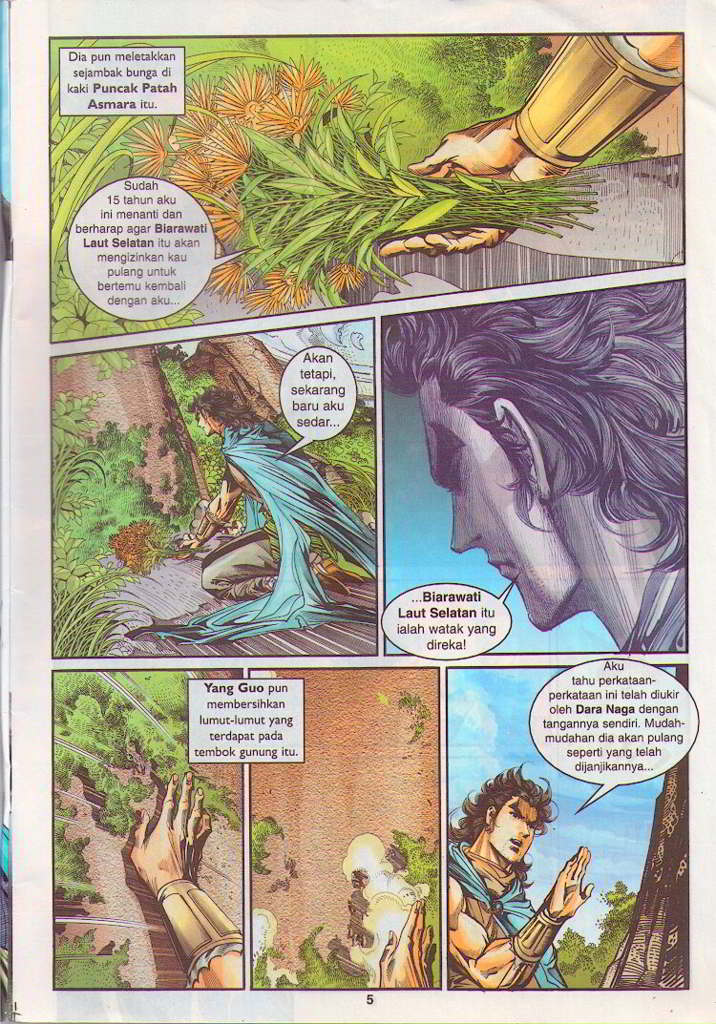 Dia pun meletakkan
sejambak bunga di
kaki Puncak Patah
Asmara itu.
Sudah
15 tahun aku
ini menanti dan
berharap agar Biarawati
Laut Selatan itu akan
mengizinkan kau
pulang untuk
bertemu kembali
dengan aku...
Akan
tetapi,
sekarang
baru aku
sedar...
...Biarawati
Laut Selatan itu
ialah watak yang
direka!
Yang Guo pun
membersihkan
lumut-lumut yang
terdapat pada
tembok gunung itu.
Aku
tahu perkataan-
perkataan ini telah diukir
oleh Dara Naga dengan
tangannya sendiri. Mudah-
mudahan dia akan pulang
seperti yang telah
dijanjikannya...
5